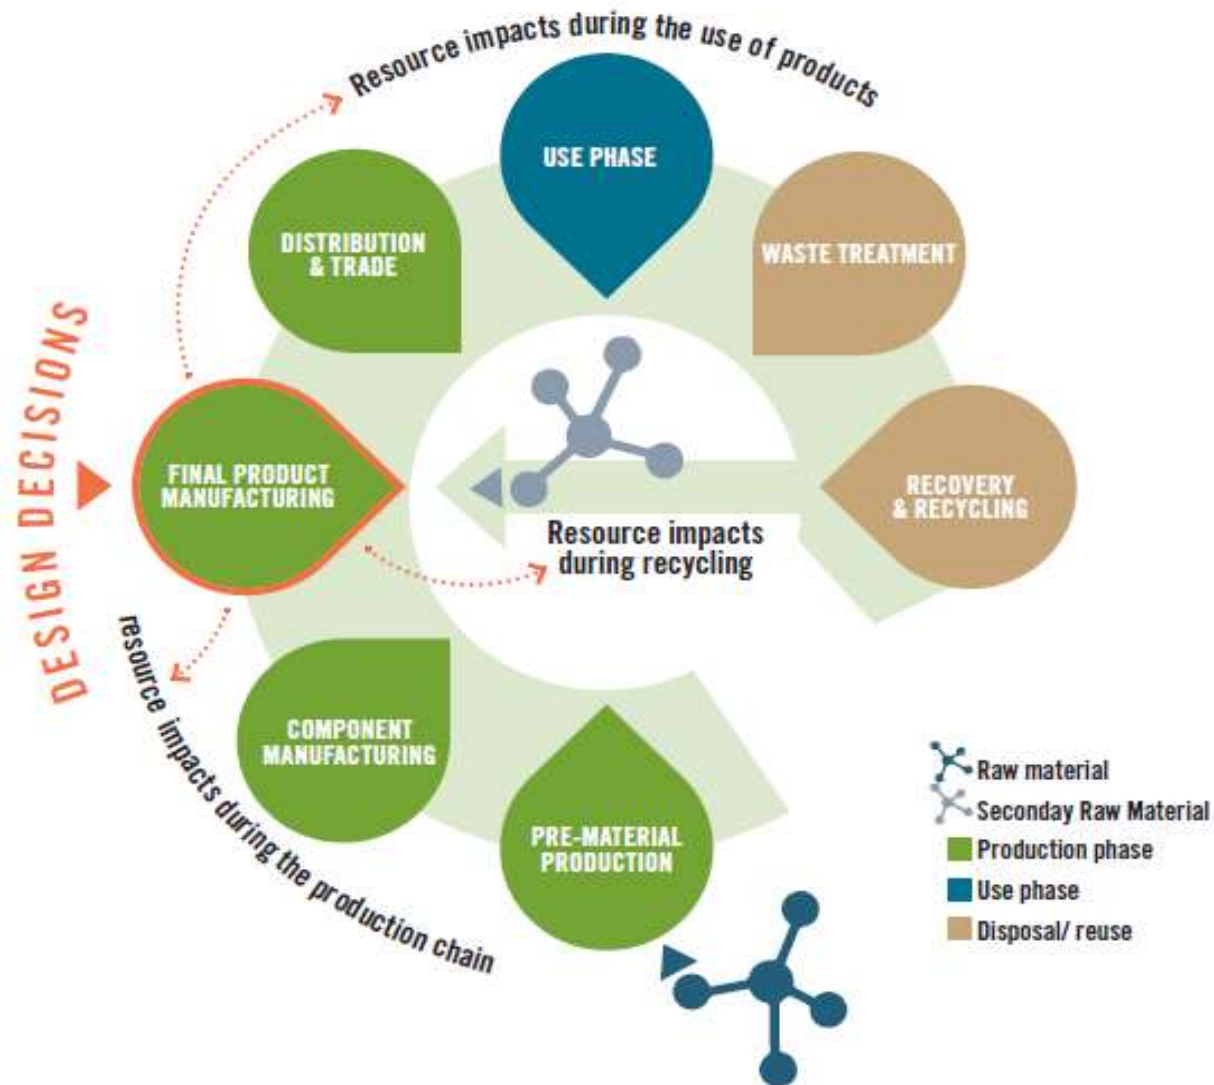 Resource impacts during the use of products
USE PHASE
DISTRIBUTION
& TRADE
WASTE TREATMENT
DESIGN DECISIONS
FINAL PRODUCT
MANUFACTURING
RECOVERY
& RECYCLING
Resource impacts
during recycling
resource impacts during the production chain
COMPONENT
MANUFACTURING
PRE-MATERIAL
PRODUCTION
Raw material
Seconday Raw Material
Production phase
Use phase
Disposal/ reuse